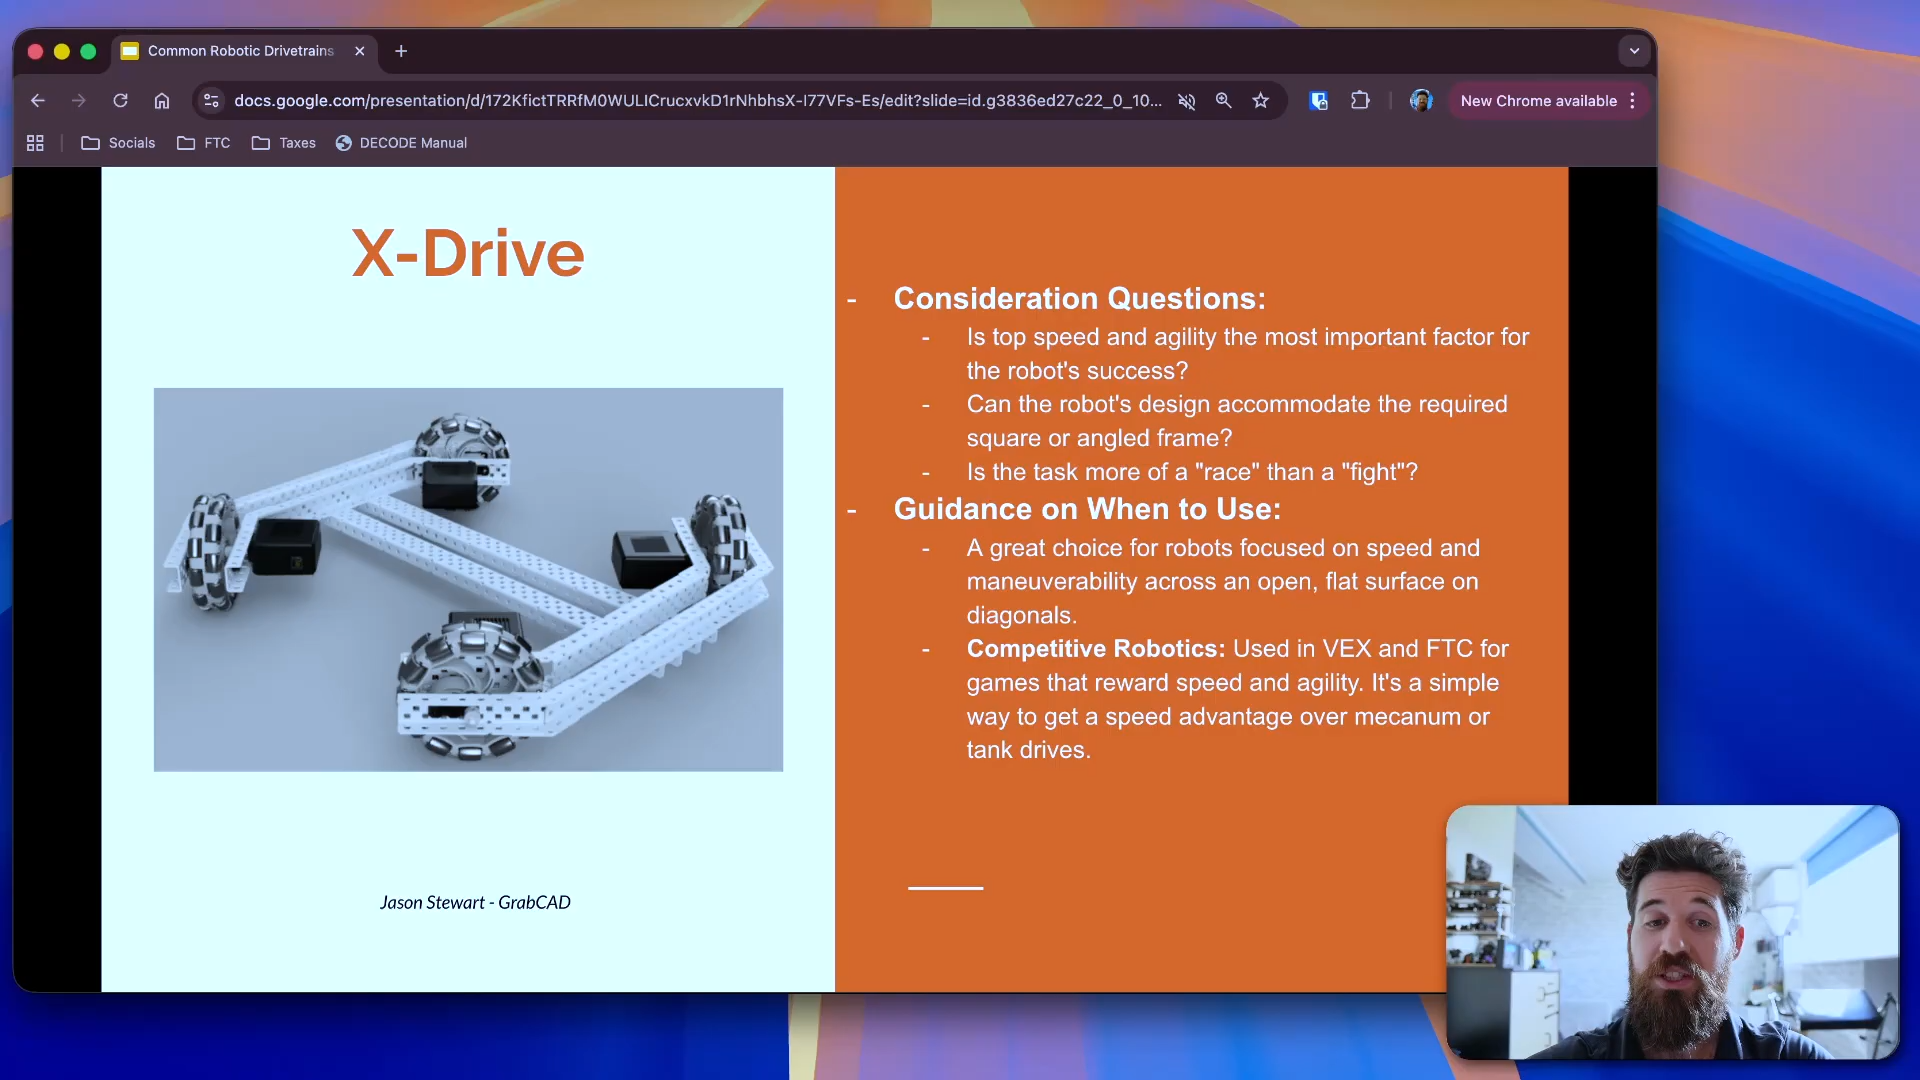 Common Robotic Drivetrains
docs.google.com/presentation/d/172KfictTRRfM0WULICrucxvkD1rNhbhsX-I77VFs-Es/edit?slide=id.g3836ed27c22_0_10...
New Chrome available
Socials
FTC
Taxes
DECODE Manual
X-Drive
Jason Stewart - GrabCAD
- Consideration Questions:
- Is top speed and agility the most important factor for
the robot's success?
- Can the robot's design accommodate the required
square or angled frame?
- Is the task more of a "race" than a "fight"?
- Guidance on When to Use:
- A great choice for robots focused on speed and
maneuverability across an open, flat surface on
diagonals.
- Competitive Robotics: Used in VEX and FTC for
games that reward speed and agility. It's a simple
way to get a speed advantage over mecanum or
tank drives.